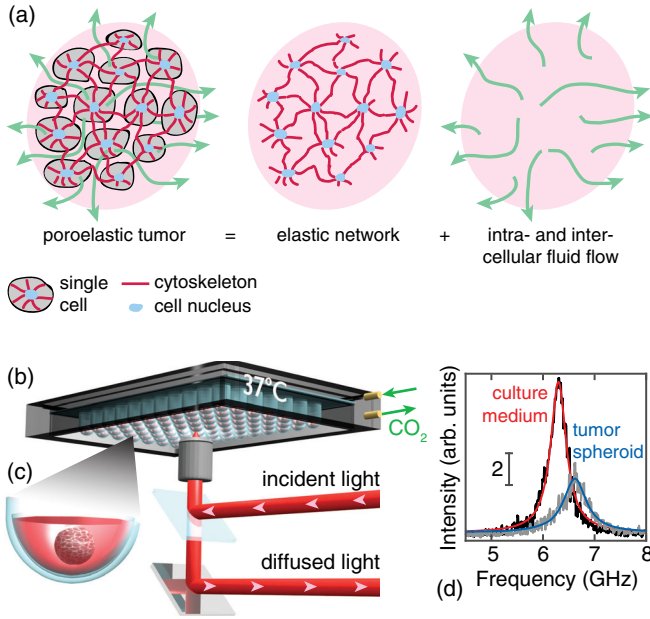 (a)
poroelastic tumor = elastic network + intra- and inter-
cellular fluid flow
single
cell
cytoskeleton
cell nucleus
(b)
37°C
CO2
(c)
incident light
diffused light
Intensity (arb. units)
culture
medium
tumor
spheroid
2
5 6 7 8
Frequency (GHz)
(d)